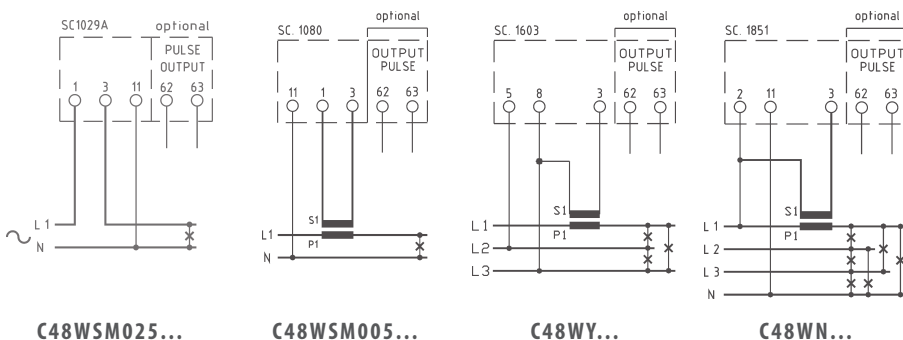 SC1029A
optional
PULSE
OUTPUT
1 3 11 62 63
L1
N
C48WSM025...
optional
SC. 1080
OUTPUT
PULSE
11 1 3 62 63
S1
L1
P1
N
C48WSM005...
optional
SC. 1603
OUTPUT
PULSE
5 8 3 62 63
S1
L1
P1
L2
L3
C48WY...
optional
SC. 1851
OUTPUT
PULSE
2 11 3 62 63
S1
L1
P1
L2
L3
N
C48WN...